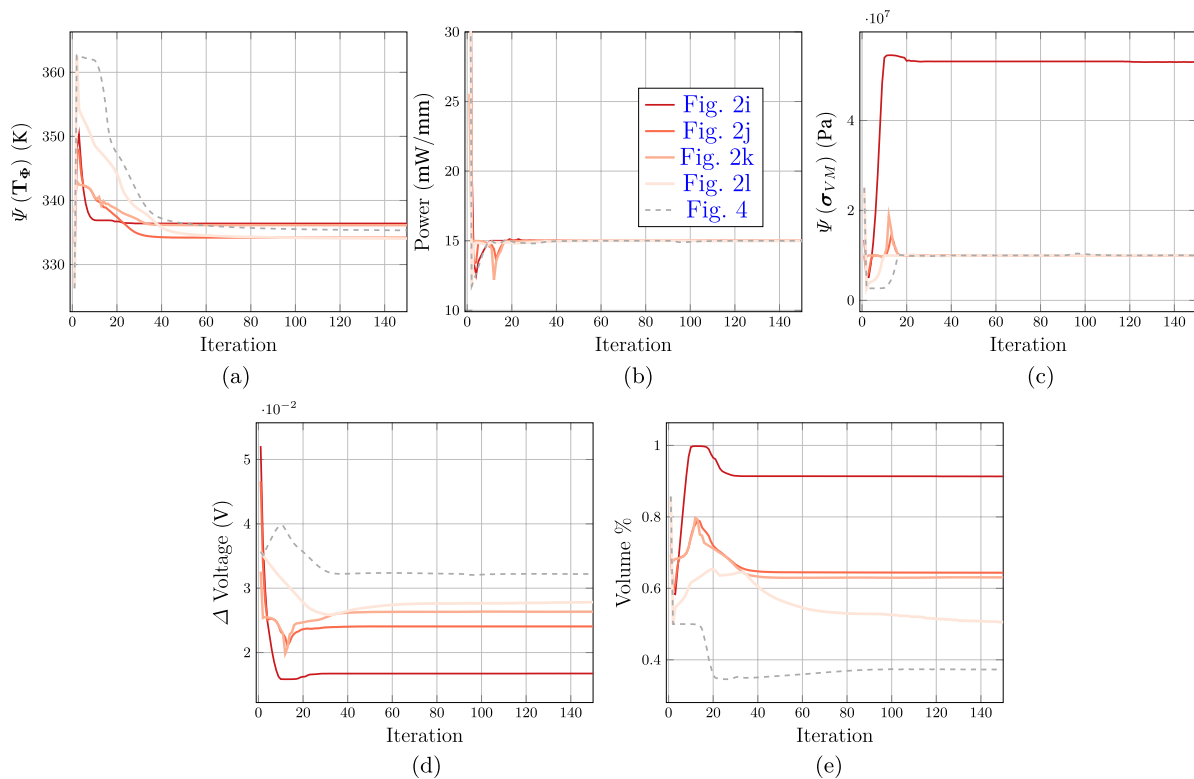 360
350
340
330
Ψ (T_Φ) (K)
0 20 40 60 80 100 120 140
Iteration
(a)
30
25
20
15
10
Power (mW/mm)
Fig. 2i
Fig. 2j
Fig. 2k
Fig. 2l
Fig. 4
0 20 40 60 80 100 120 140
Iteration
(b)
·10⁷
4
2
0
Ψ (σ_VM) (Pa)
0 20 40 60 80 100 120 140
Iteration
(c)
·10⁻²
5
4
3
2
Δ Voltage (V)
0 20 40 60 80 100 120 140
Iteration
(d)
1
0.8
0.6
0.4
Volume %
0 20 40 60 80 100 120 140
Iteration
(e)